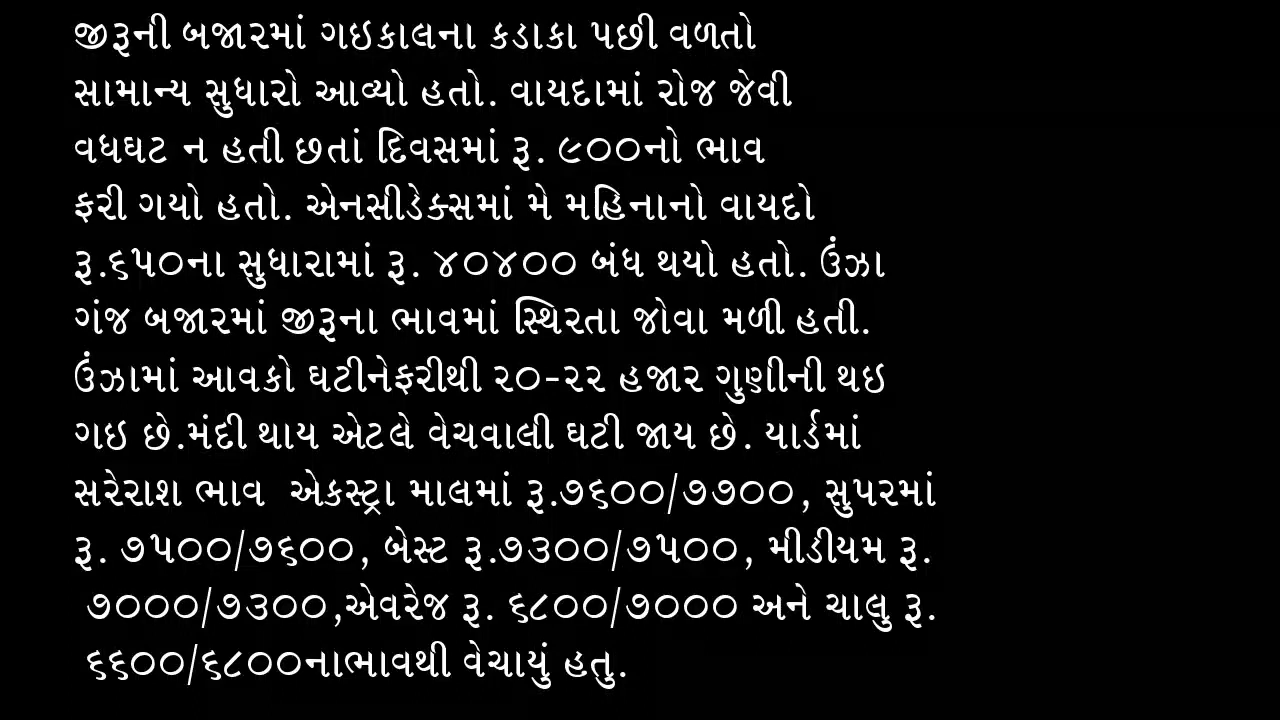 જીરૂની બજારમાં ગઇકાલના કડાકા પછી વળતો
સામાન્ય સુધારો આવ્યો હતો. વાયદામાં રોજ જેવી
વધઘટ ન હતી છતાં દિવસમાં રૂ. ૯૦૦નો ભાવ
ફરી ગયો હતો. એનસીડેક્સમાં મે મહિનાનો વાયદો
રૂ.૬૫૦ના સુધારામાં રૂ. ૪૦૪૦૦ બંધ થયો હતો. ઉંઝા
ગંજ બજારમાં જીરૂના ભાવમાં સ્થિરતા જોવા મળી હતી.
ઉંઝામાં આવકો ઘટીનેફરીથી ૨૦-૨૨ હજાર ગુણીની થઇ
ગઇ છે.મંદી થાય એટલે વેચવાલી ઘટી જાય છે. યાર્ડમાં
સરેરાશ ભાવ  એકસ્ટ્રા માલમાં રૂ.૭૬૦૦/૭૭૦૦, સુપરમાં
રૂ. ૭૫૦૦/૭૬૦૦, બેસ્ટ રૂ.૭૩૦૦/૭૫૦૦, મીડીયમ રૂ.
૭૦૦૦/૭૩૦૦,એવરેજ રૂ. ૬૮૦૦/૭૦૦૦ અને ચાલુ રૂ.
૬૬૦૦/૬૮૦૦નાભાવથી વેચાયું હતુ.